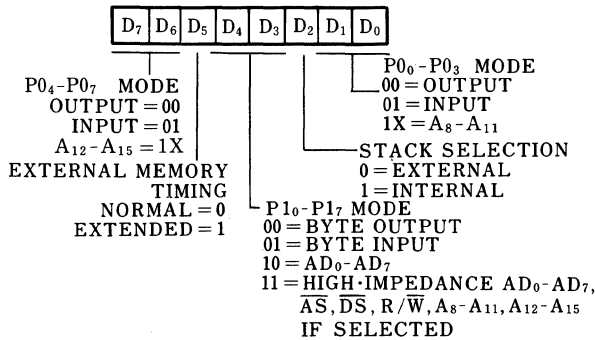 D₇ D₆ D₅ D₄ D₃ D₂ D₁ D₀
P0₄-P0₇ MODE
OUTPUT = 00
INPUT = 01
A₁₂-A₁₅ = 1X
EXTERNAL MEMORY
TIMING
NORMAL = 0
EXTENDED = 1
P0₀-P0₃ MODE
00 = OUTPUT
01 = INPUT
1X = A₈-A₁₁
STACK SELECTION
0 = EXTERNAL
1 = INTERNAL
P1₀-P1₇ MODE
00 = BYTE OUTPUT
01 = BYTE INPUT
10 = AD₀-AD₇
11 = HIGH·IMPEDANCE AD₀-AD₇,
A̅S̅, D̅S̅, R/W̅, A₈-A₁₁, A₁₂-A₁₅
IF SELECTED